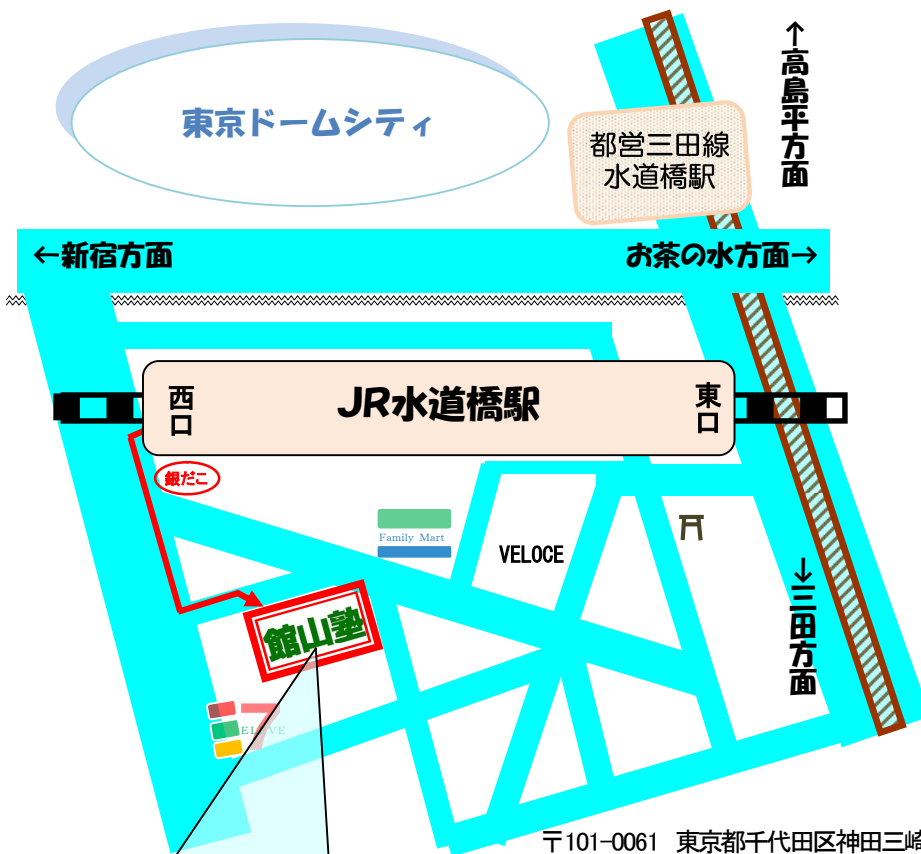 ↑高島平方面
東京ドームシティ
都営三田線
水道橋駅
←新宿方面
お茶の水方面→
西口
JR水道橋駅
東口
銀だこ
Family Mart
VELOCE
↓三田方面
館山塾
7
ELEVE
〒101-0061 東京都千代田区神田三崎